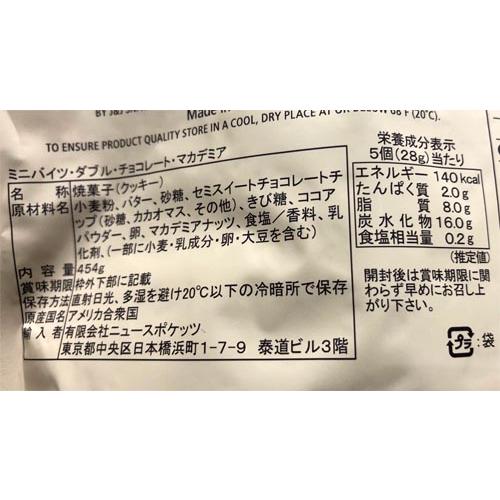 BY J&J
Made in
TO ENSURE PRODUCT QUALITY STORE IN A COOL, DRY PLACE AT OR BELOW 68°F (20°C).
ミニバイツ・ダブル・チョコレート・マカデミア
名 称 焼菓子(クッキー)
原材料名 小麦粉、バター、砂糖、セミスイートチョコレートチ
ップ(砂糖、カカオマス、その他)、きび糖、ココア
パウダー、卵、マカデミアナッツ、食塩/香料、乳
化剤、(一部に小麦・乳成分・卵・大豆を含む)
内 容 量 454g
賞味期限 枠外下部に記載
保存方法 直射日光、多湿を避け20℃以下の冷暗所で保存
原産国名 アメリカ合衆国
輸 入 者 有限会社ニュースポケッツ
東京都中央区日本橋浜町1-7-9 泰道ビル3階
栄養成分表示
5個(28g)当たり
エネルギー 140kcal
たんぱく質 2.0g
脂 質 8.0g
炭水化物 16.0g
食塩相当量 0.2g
(推定値)
開封後は賞味期限に関
わらず早めにお召し上
がり下さい。
プラ :袋